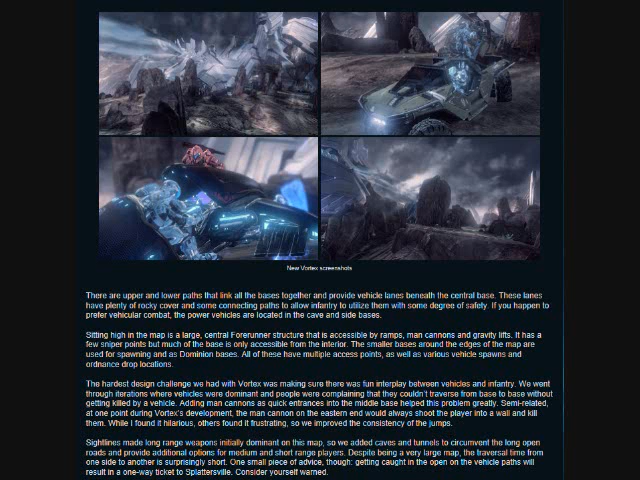 New Vortex screenshots
There are upper and lower paths that link all the bases together and provide vehicle lanes beneath the central base. These lanes
have plenty of rocky cover and some connecting paths to allow infantry to utilize them with some degree of safety. If you happen to
prefer vehicular combat, the power vehicles are located in the cave and side bases.
Sitting high in the map is a large, central Forerunner structure that is accessible by ramps, man cannons and gravity lifts. It has a
few sniper points but much of the base is only accessible from the interior. The smaller bases around the edges of the map are
used for spawning and as Dominion bases. All of these have multiple access points, as well as various vehicle spawns and
ordnance drop locations.
The hardest design challenge we had with Vortex was making sure there was fun interplay between vehicles and infantry. We went
through iterations where vehicles were dominant and people were complaining that they couldn't traverse from base to base without
getting killed by a vehicle. Adding man cannons as quick entrances into the middle base helped this problem greatly. Semi-related,
at one point during Vortex's development, the man cannon on the eastern end would always shoot the player into a wall and kill
them. While I found it hilarious, others found it frustrating, so we improved the consistency of the jumps.
Sightlines made long range weapons initially dominant on this map, so we added caves and tunnels to circumvent the long open
roads and provide additional options for medium and short range players. Despite being a very large map, the traversal time from
one side to another is surprisingly short. One small piece of advice, though: getting caught in the open on the vehicle paths will
result in a one-way ticket to Splattersville. Consider yourself warned.